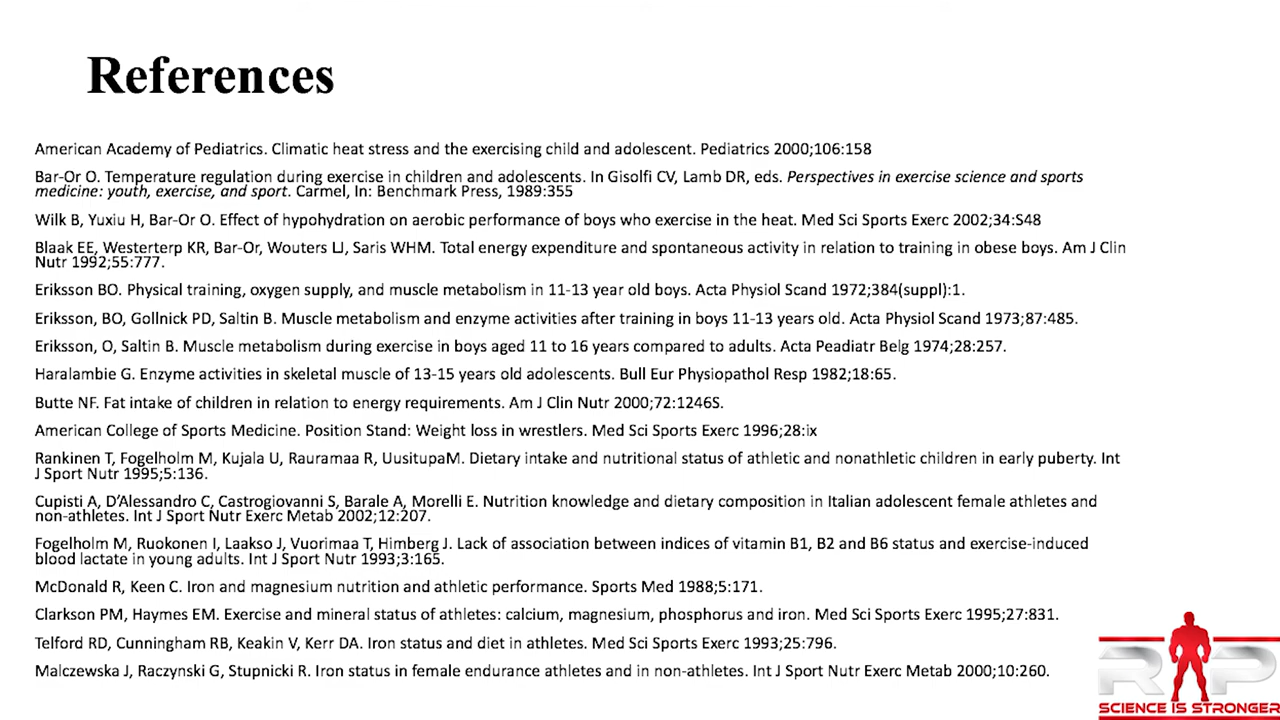 References
American Academy of Pediatrics. Climatic heat stress and the exercising child and adolescent. Pediatrics 2000;106:158
Bar-Or O. Temperature regulation during exercise in children and adolescents. In Gisolfi CV, Lamb DR, eds. Perspectives in exercise science and sports
medicine: youth, exercise, and sport. Carmel, In: Benchmark Press, 1989:355
Wilk B, Yuxiu H, Bar-Or O. Effect of hypohydration on aerobic performance of boys who exercise in the heat. Med Sci Sports Exerc 2002;34:S48
Blaak EE, Westerterp KR, Bar-Or, Wouters LJ, Saris WHM. Total energy expenditure and spontaneous activity in relation to training in obese boys. Am J Clin
Nutr 1992;55:777.
Eriksson BO. Physical training, oxygen supply, and muscle metabolism in 11-13 year old boys. Acta Physiol Scand 1972;384(suppl):1.
Eriksson, BO, Gollnick PD, Saltin B. Muscle metabolism and enzyme activities after training in boys 11-13 years old. Acta Physiol Scand 1973;87:485.
Eriksson, O, Saltin B. Muscle metabolism during exercise in boys aged 11 to 16 years compared to adults. Acta Peadiatr Belg 1974;28:257.
Haralambie G. Enzyme activities in skeletal muscle of 13-15 years old adolescents. Bull Eur Physiopathol Resp 1982;18:65.
Butte NF. Fat intake of children in relation to energy requirements. Am J Clin Nutr 2000;72:1246S.
American College of Sports Medicine. Position Stand: Weight loss in wrestlers. Med Sci Sports Exerc 1996;28:ix
Rankinen T, Fogelholm M, Kujala U, Rauramaa R, UusitupaM. Dietary intake and nutritional status of athletic and nonathletic children in early puberty. Int
J Sport Nutr 1995;5:136.
Cupisti A, D’Alessandro C, Castrogiovanni S, Barale A, Morelli E. Nutrition knowledge and dietary composition in Italian adolescent female athletes and
non-athletes. Int J Sport Nutr Exerc Metab 2002;12:207.
Fogelholm M, Ruokonen I, Laakso J, Vuorimaa T, Himberg J. Lack of association between indices of vitamin B1, B2 and B6 status and exercise-induced
blood lactate in young adults. Int J Sport Nutr 1993;3:165.
McDonald R, Keen C. Iron and magnesium nutrition and athletic performance. Sports Med 1988;5:171.
Clarkson PM, Haymes EM. Exercise and mineral status of athletes: calcium, magnesium, phosphorus and iron. Med Sci Sports Exerc 1995;27:831.
Telford RD, Cunningham RB, Keakin V, Kerr DA. Iron status and diet in athletes. Med Sci Sports Exerc 1993;25:796.
Malczewska J, Raczynski G, Stupnicki R. Iron status in female endurance athletes and in non-athletes. Int J Sport Nutr Exerc Metab 2000;10:260.
RP
SCIENCE IS STRONGER